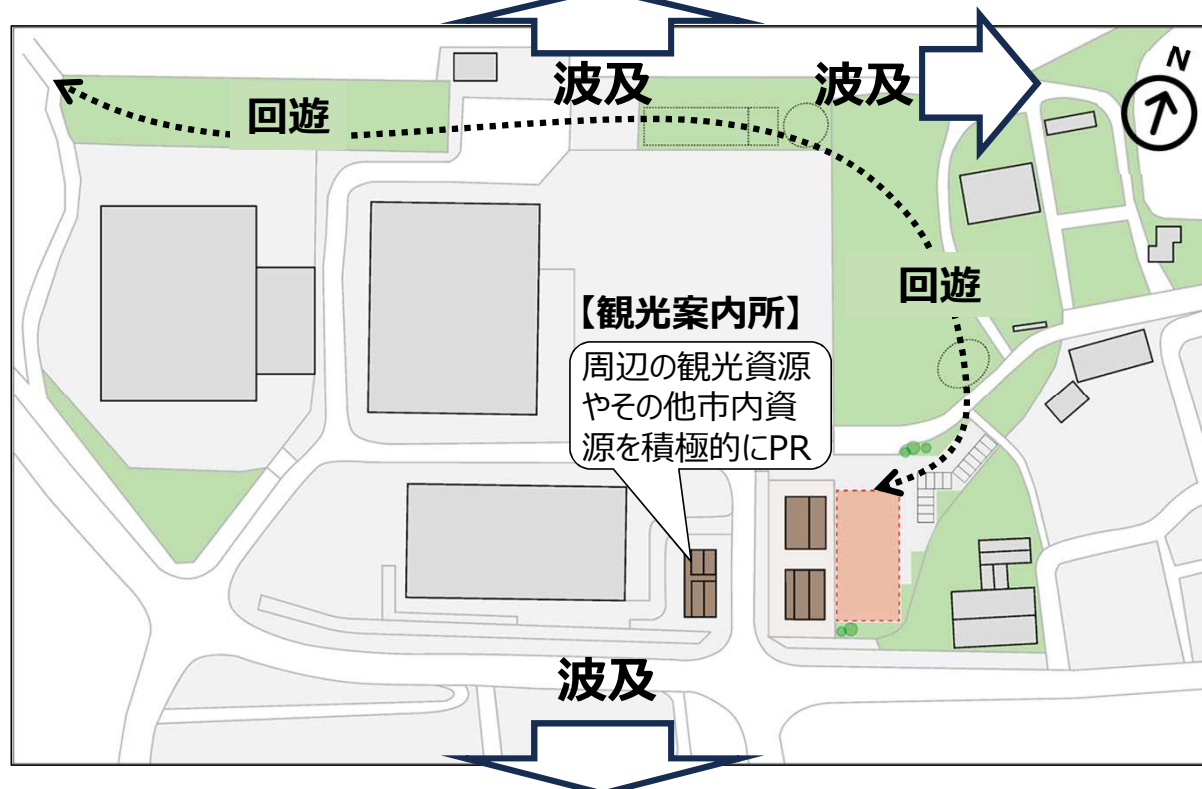 波及
波及
N
回遊
回遊
【観光案内所】
周辺の観光資源
やその他市内資
源を積極的にPR
波及